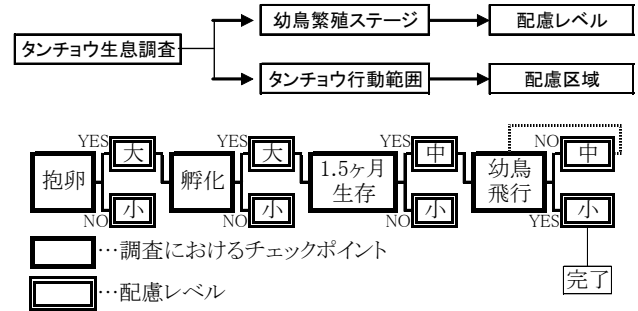 幼鳥繁殖ステージ
配慮レベル
タンチョウ生息調査
タンチョウ行動範囲
配慮区域
YES
大
YES
大
YES
中
NO
中
抱卵
孵化
1.5ヶ月
生存
幼鳥
飛行
NO
小
NO
小
NO
小
YES
小
…調査におけるチェックポイント
完了
…配慮レベル